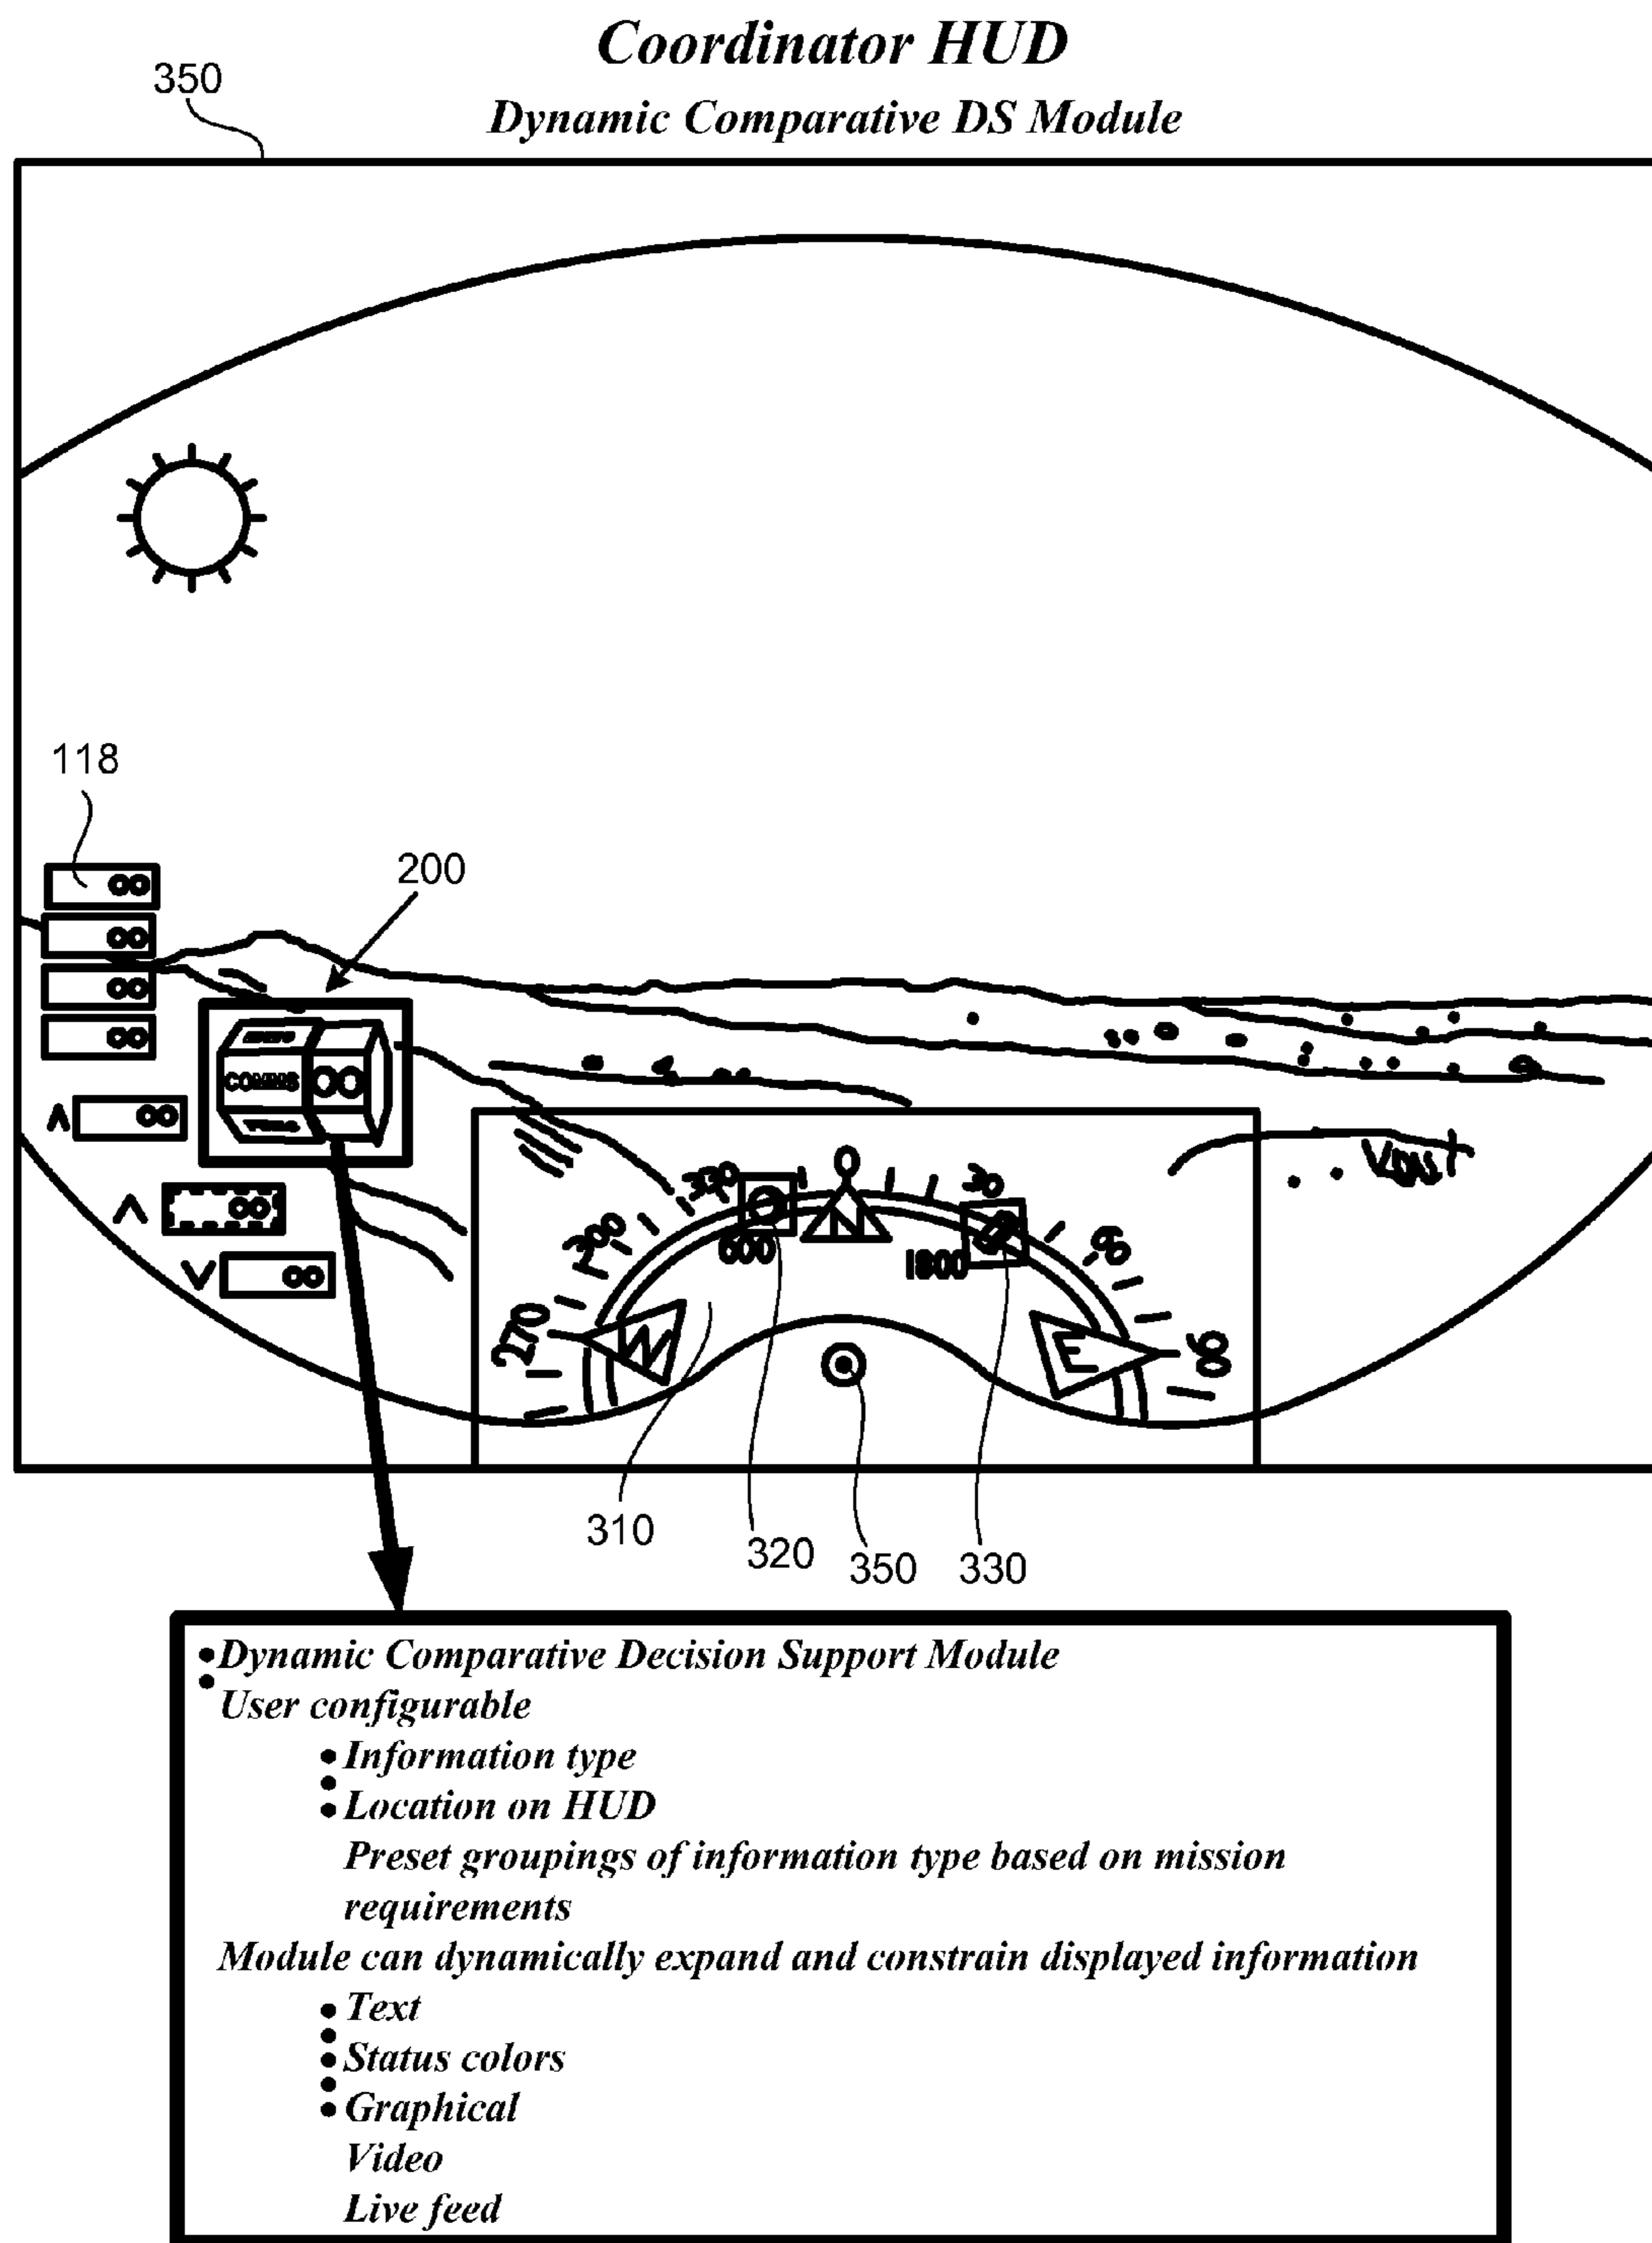 Coordinator HUD
Dynamic Comparative DS Module
350
118
200
COMMS
0
30
330
300
600
1800
60
270
W
N
E
90
310
320
350
330
Dynamic Comparative Decision Support Module
User configurable
Information type
Location on HUD
Preset groupings of information type based on mission
requirements
Module can dynamically expand and constrain displayed information
Text
Status colors
Graphical
Video
Live feed